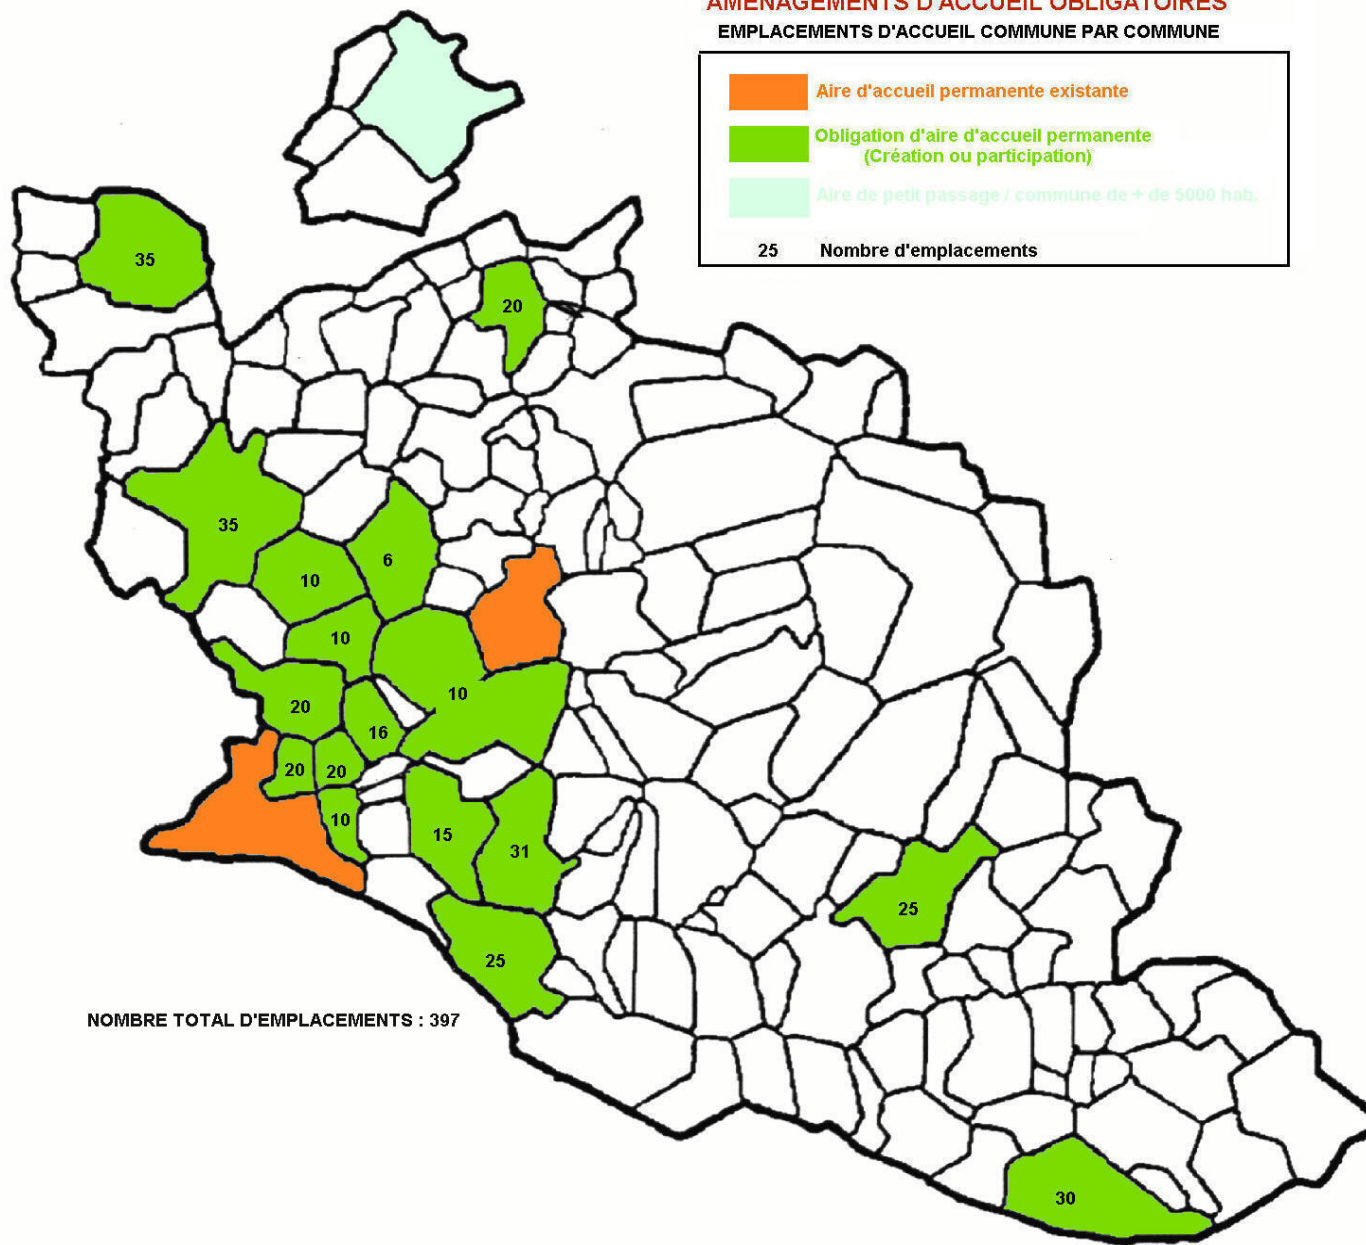 AMENAGEMENTS D'ACCUEIL OBLIGATOIRES
EMPLACEMENTS D'ACCUEIL COMMUNE PAR COMMUNE
Aire d'accueil permanente existante
Obligation d'aire d'accueil permanente
(Création ou participation)
Aire de petit passage / commune de + de 5000 hab.
25 Nombre d'emplacements
35
20
35
6
10
10
10
20
16
20
20
10
15
31
25
25
NOMBRE TOTAL D'EMPLACEMENTS : 397
30